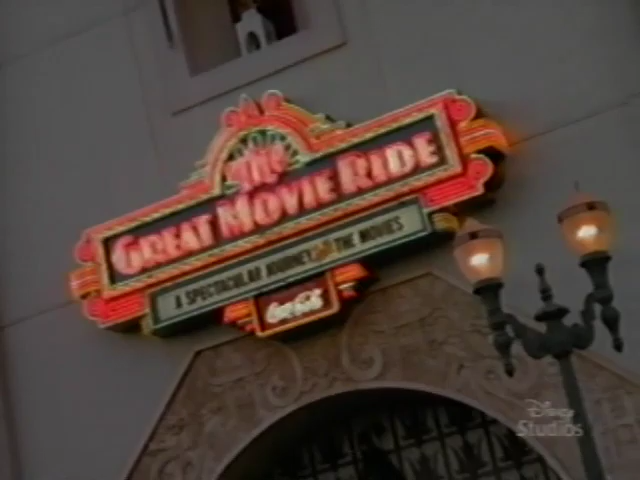 The
GREAT MOVIE RIDE
A SPECTACULAR JOURNEY INTO THE MOVIES
Coca-Cola
Disney
Studios